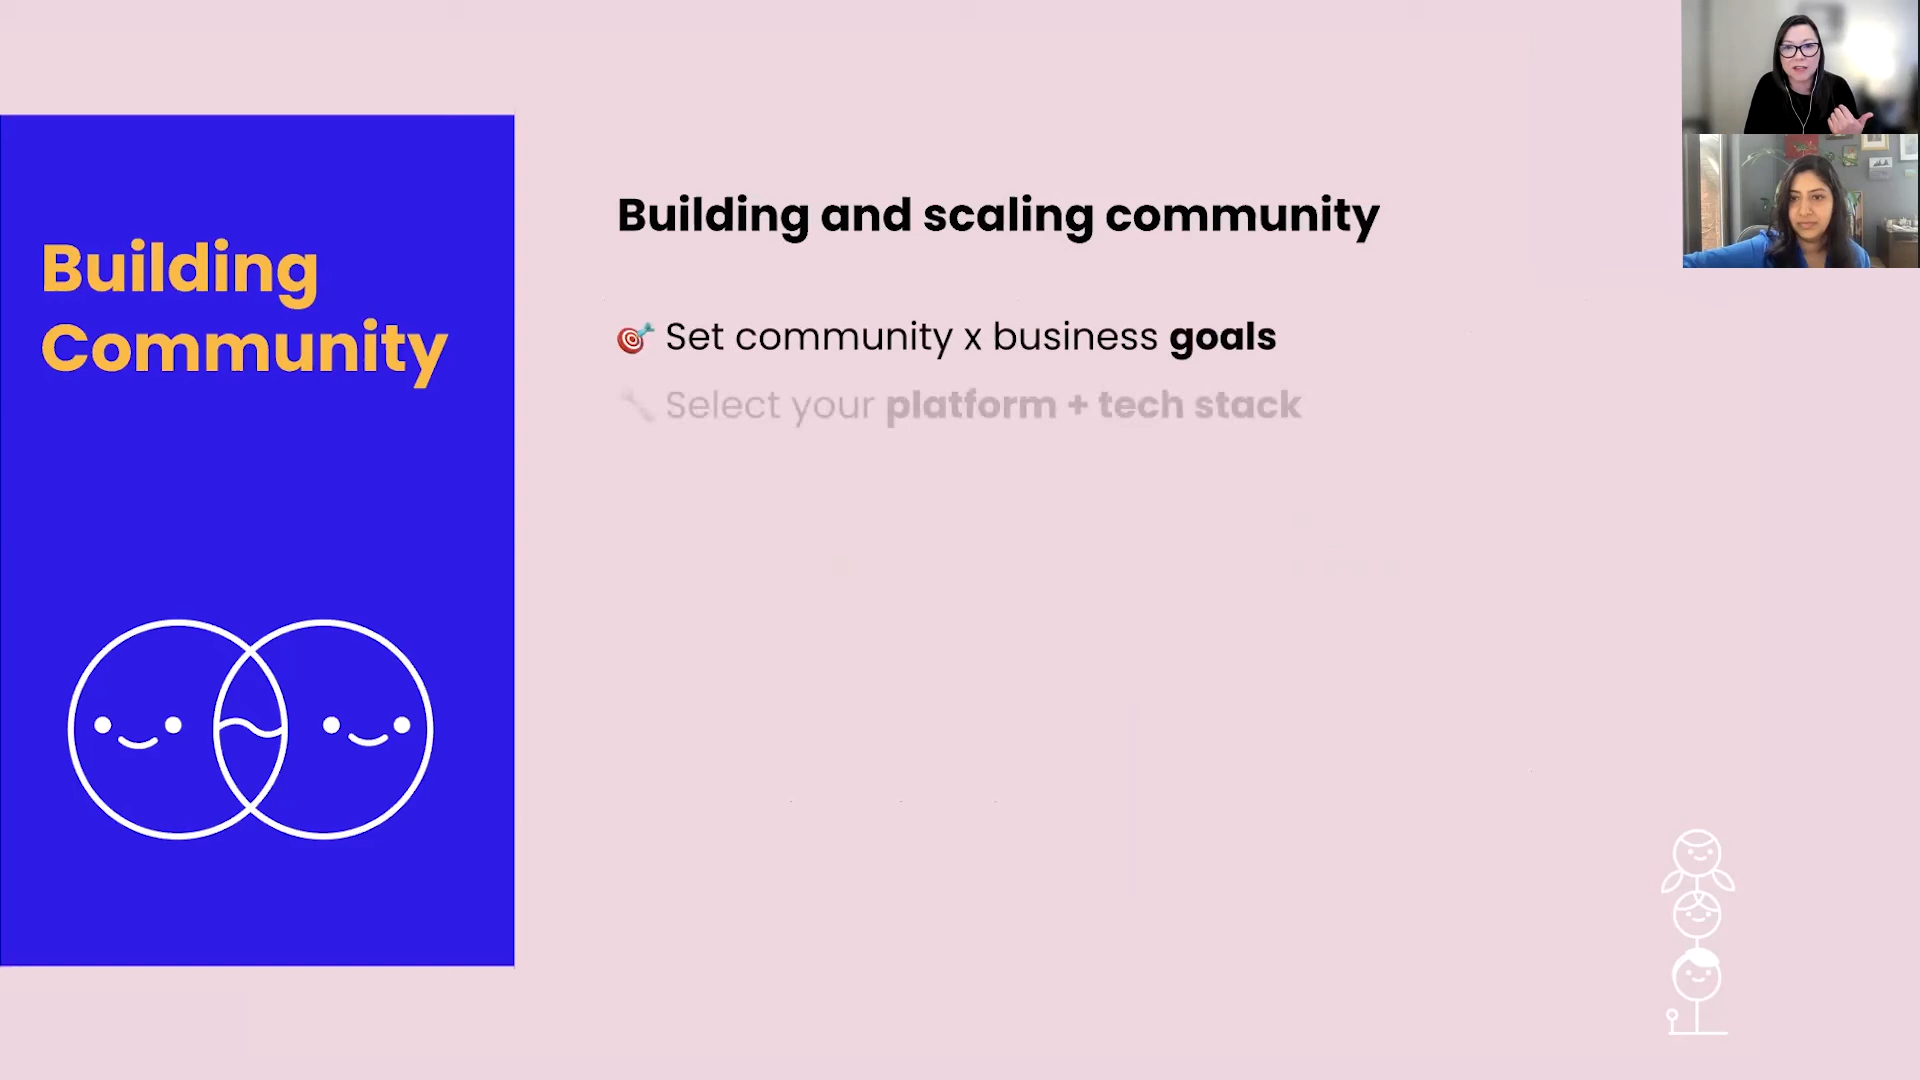 Building
Community
Building and scaling community
🎯 Set community x business goals
🔧 Select your platform + tech stack